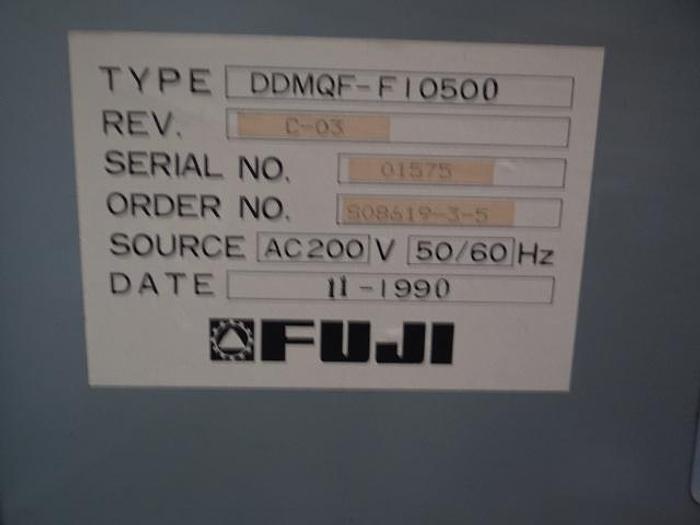 TYPE DDMQF-F10500
REV. C-03
SERIAL NO. 01575
ORDER NO. S08619-3-5
SOURCE AC200 V 50/60 Hz
DATE 11-1990
FUJI